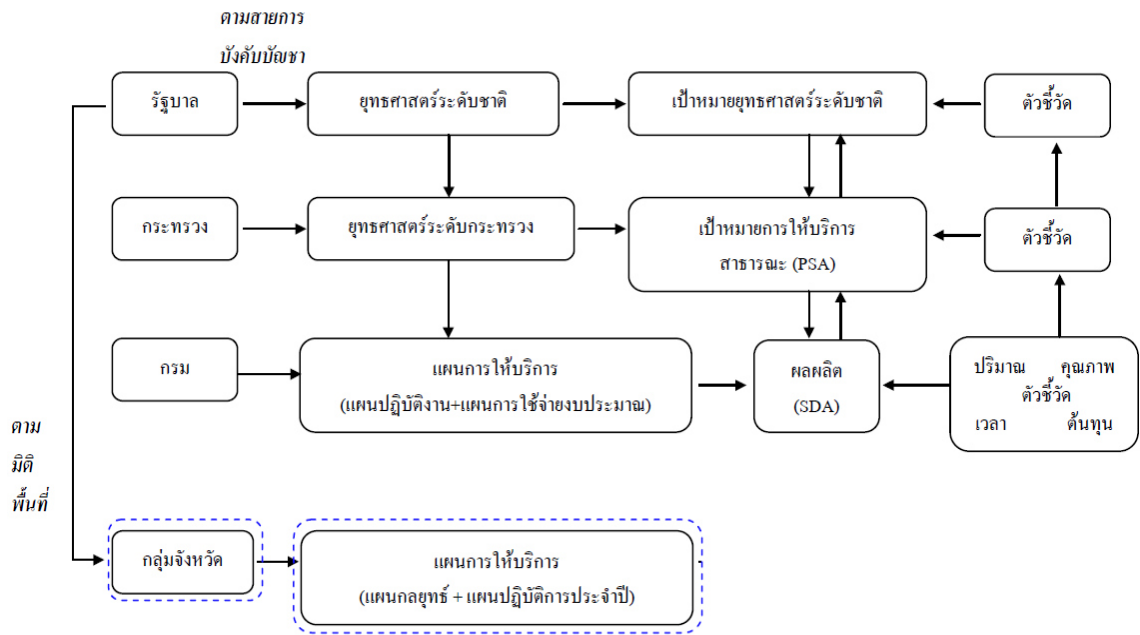 ตามสายการ
บังคับบัญชา
รัฐบาล
ยุทธศาสตร์ระดับชาติ
เป้าหมายยุทธศาสตร์ระดับชาติ
ตัวชี้วัด
กระทรวง
ยุทธศาสตร์ระดับกระทรวง
เป้าหมายการให้บริการ
สาธารณะ (PSA)
ตัวชี้วัด
กรม
แผนการให้บริการ
(แผนปฏิบัติงาน+แผนการใช้จ่ายงบประมาณ)
ผลผลิต
(SDA)
ปริมาณ คุณภาพ
ตัวชี้วัด
เวลา ต้นทุน
ตาม
มิติ
พื้นที่
กลุ่มจังหวัด
แผนการให้บริการ
(แผนกลยุทธ์ + แผนปฏิบัติการประจำปี)